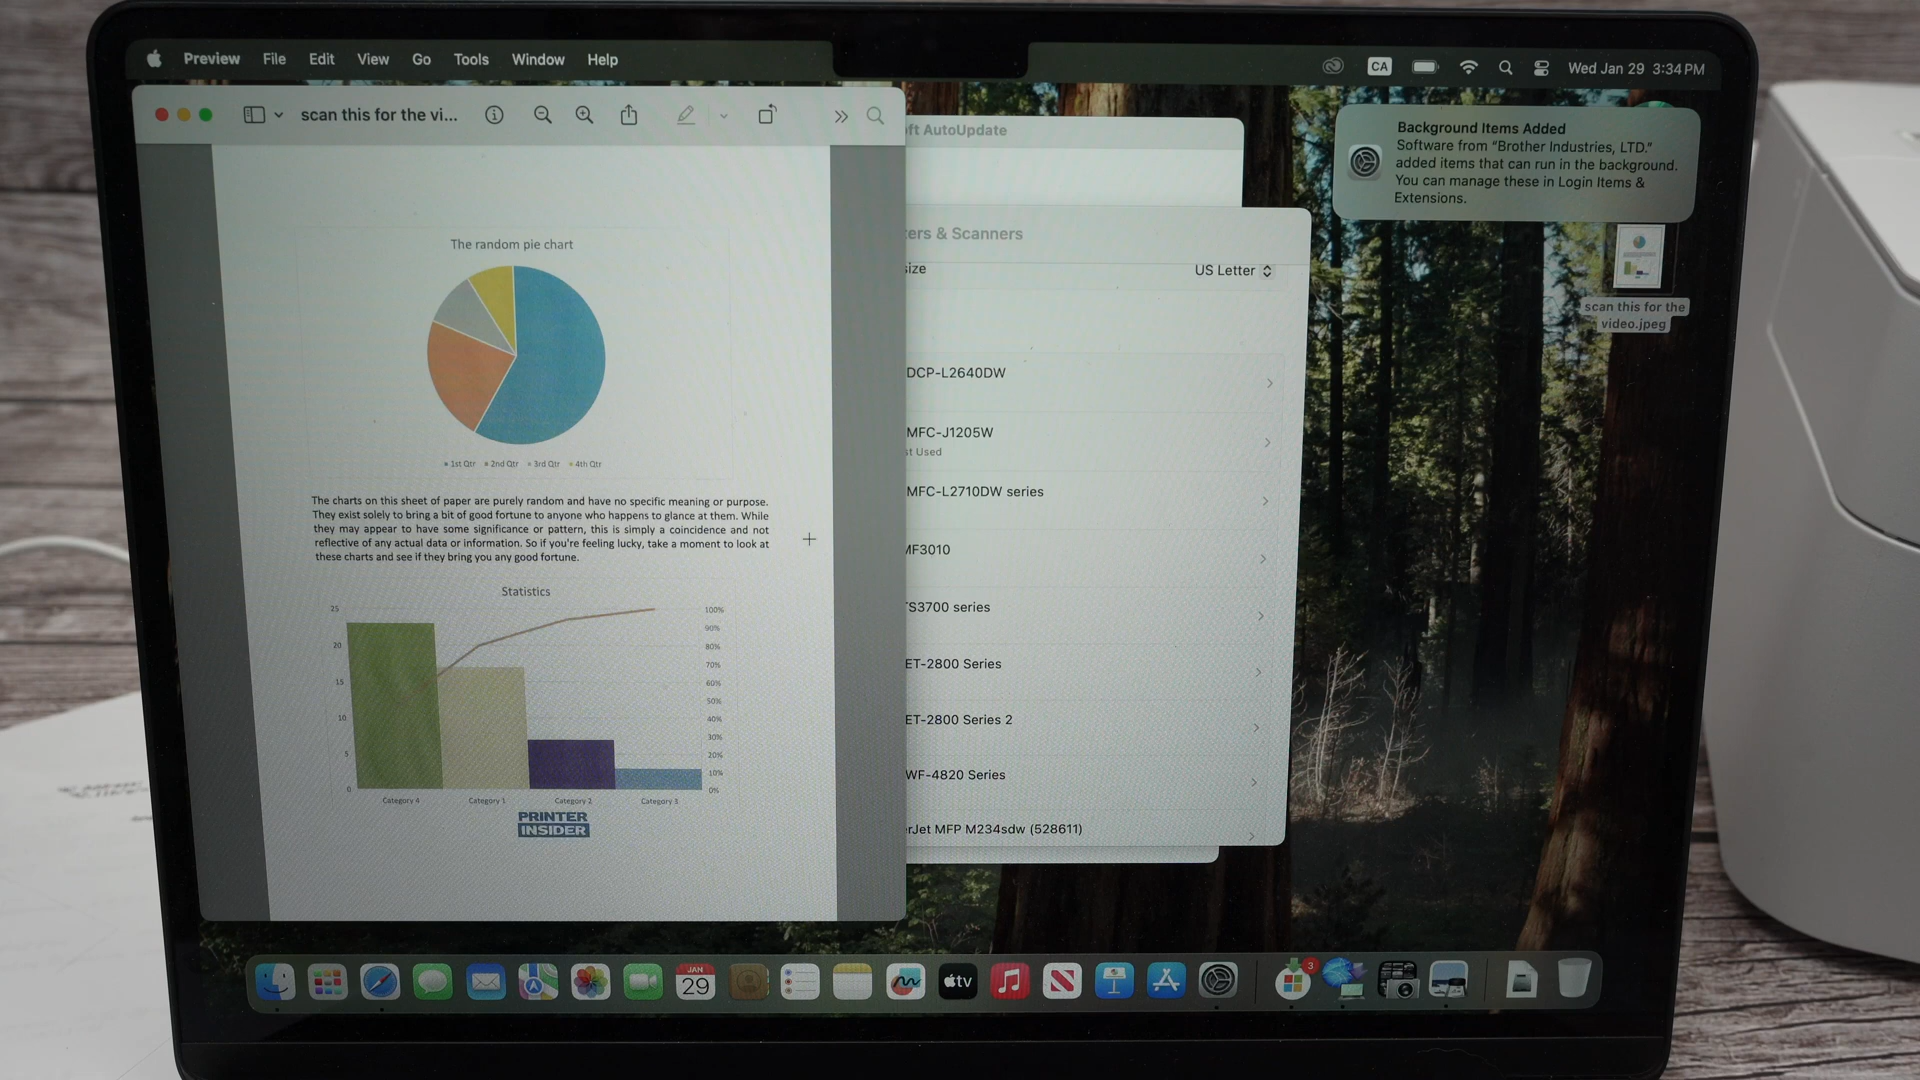 Preview File Edit View Go Tools Window Help
CA
Wed Jan 29 3:34 PM
scan this for the vi...
ft AutoUpdate
Background Items Added
Software from “Brother Industries, LTD.”
added items that can run in the background.
You can manage these in Login Items &
Extensions.
scan this for the
video.jpeg
ers & Scanners
size
US Letter
DCP-L2640DW
MFC-J1205W
st Used
MFC-L2710DW series
MF3010
TS3700 series
ET-2800 Series
ET-2800 Series 2
WF-4820 Series
rJet MFP M234sdw (528611)
The random pie chart
1st Qtr 2nd Qtr 3rd Qtr 4th Qtr
The charts on this sheet of paper are purely random and have no specific meaning or purpose.
They exist solely to bring a bit of good fortune to anyone who happens to glance at them. While
they may appear to have some significance or pattern, this is simply a coincidence and not
reflective of any actual data or information. So if you're feeling lucky, take a moment to look at
these charts and see if they bring you any good fortune.
Statistics
25
20
15
10
5
0
100%
90%
80%
70%
60%
50%
40%
30%
20%
10%
0%
Category 4 Category 1 Category 2 Category 3
PRINTER
INSIDER
JAN
29
tv
3